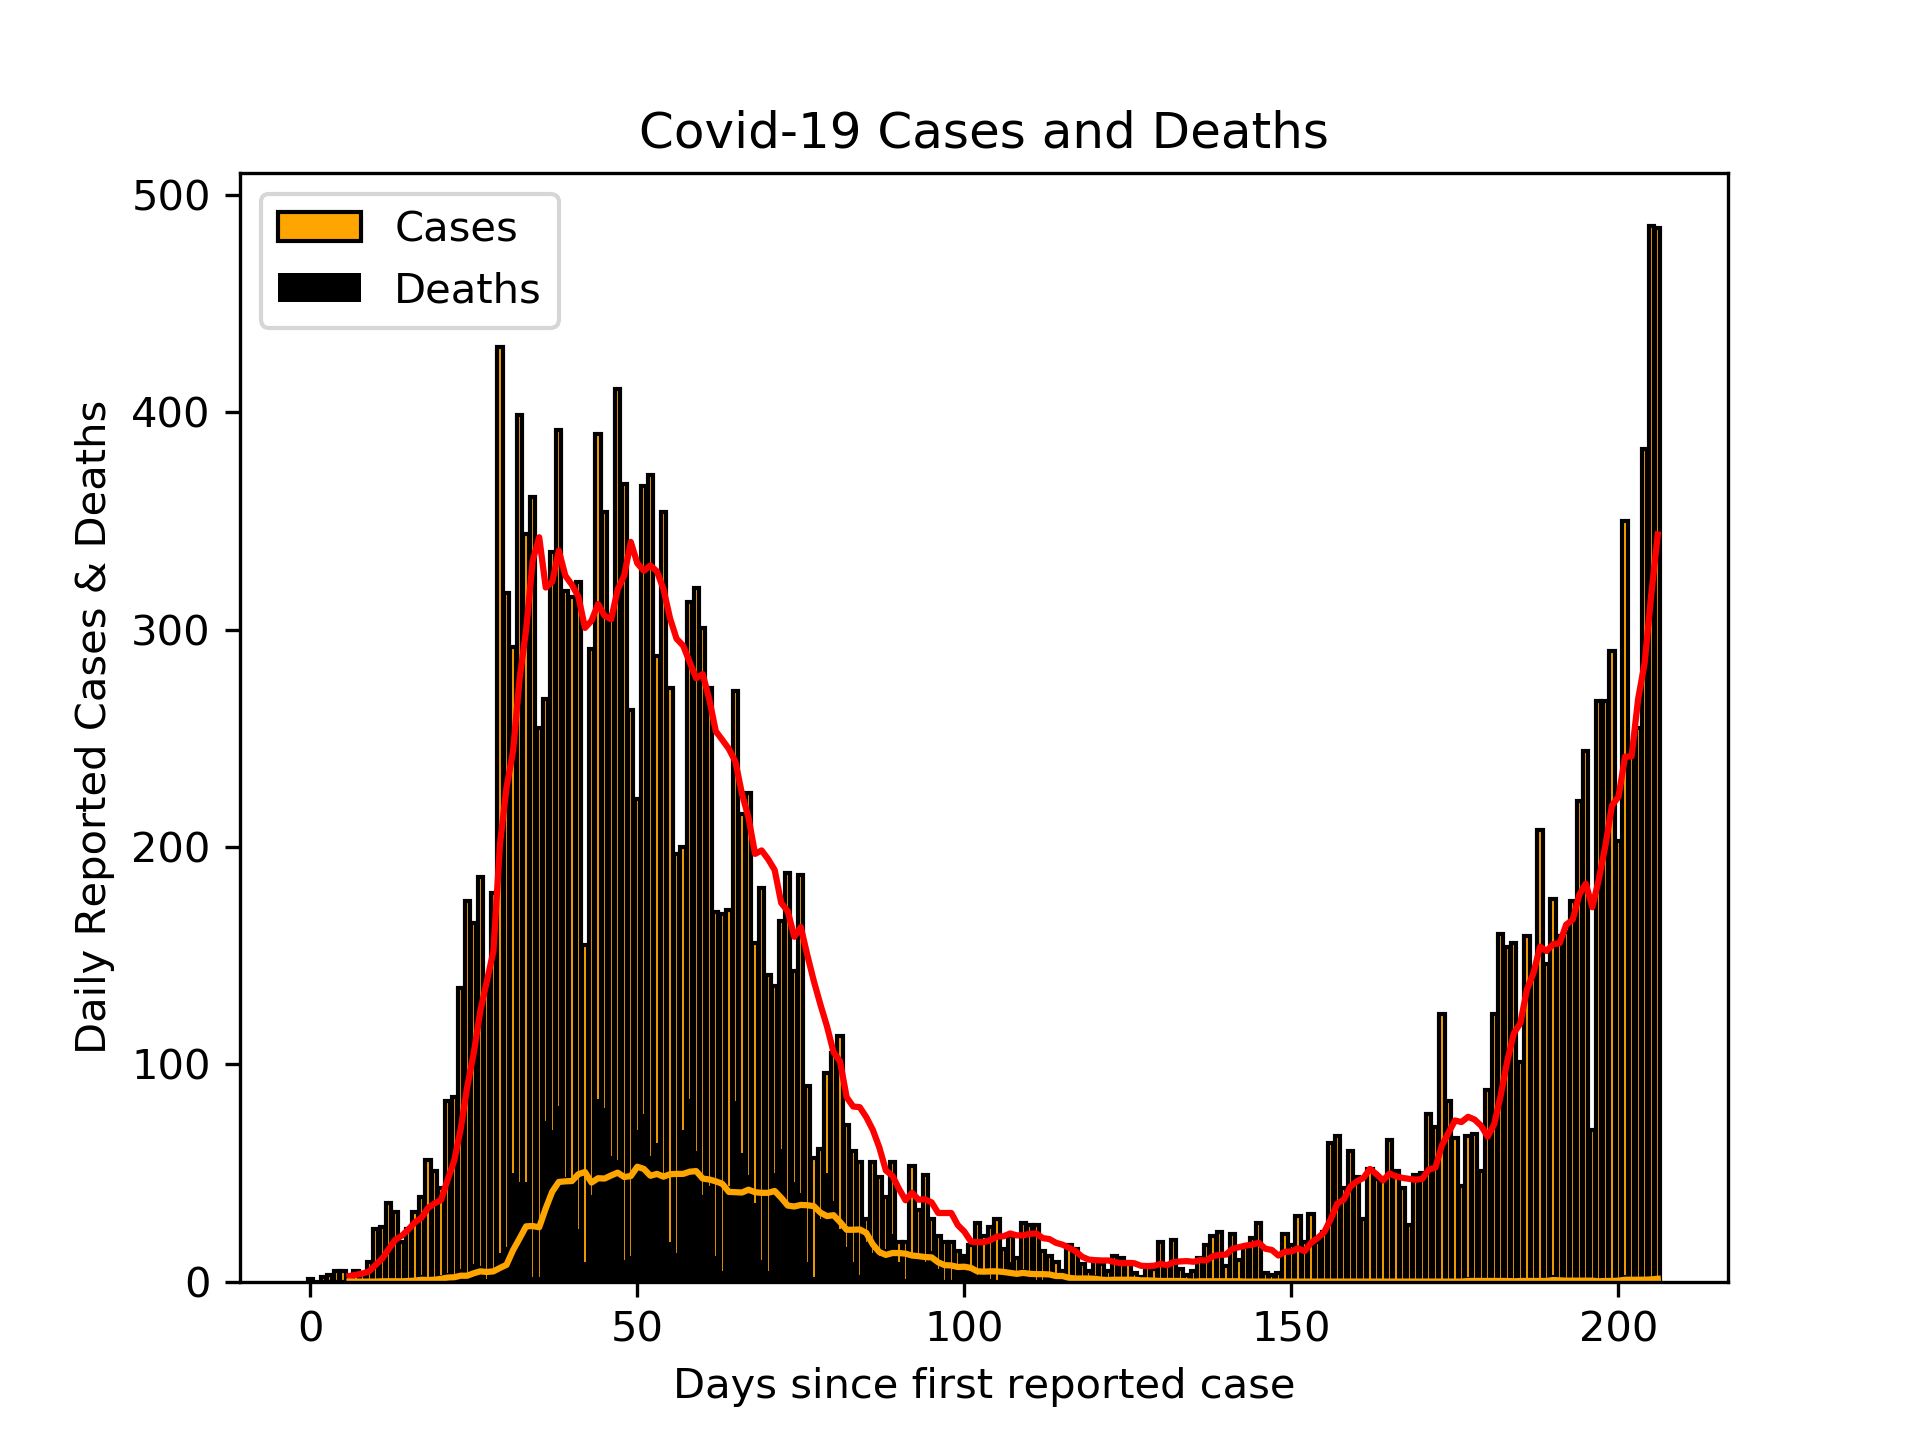 Covid-19 Cases and Deaths
Cases
Deaths
500
400
300
200
100
0
Daily Reported Cases & Deaths
0 50 100 150 200
Days since first reported case